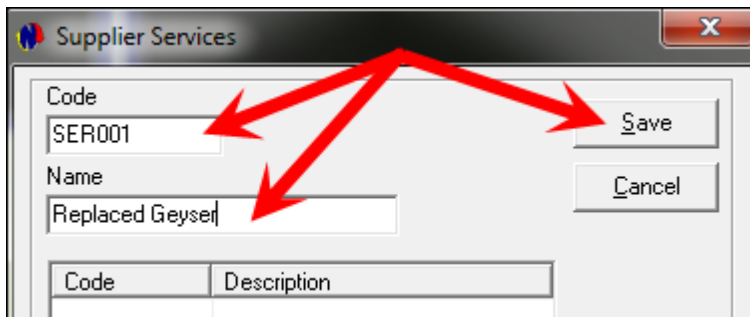 Supplier Services
Code
SER001
Save
Name
Cancel
Replaced Geyser
Code Description